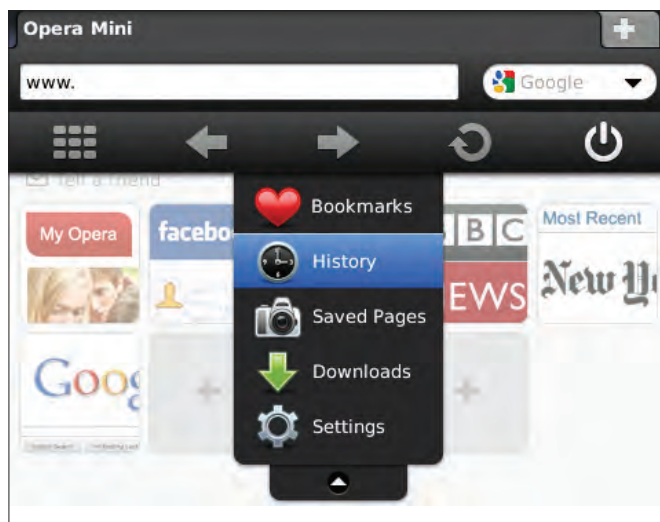 Opera Mini
www.
Google
Tell a friend
Bookmarks
My Opera
facebo
History
BBC
EWS
Most Recent
New Y
Saved Pages
Goog
Downloads
Settings